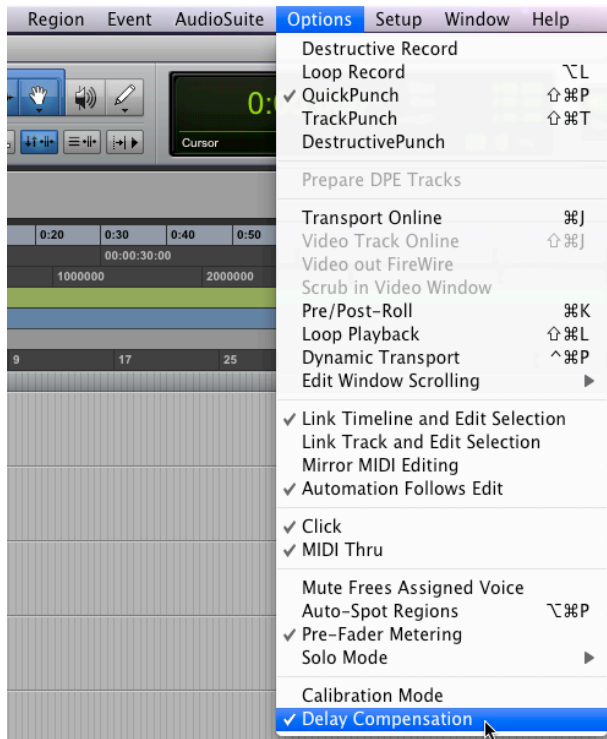 Region Event AudioSuite Options Setup Window Help
Cursor
0:20 0:30 0:40 0:50
00:00:30:00
1000000 2000000
9 17 25
Destructive Record
Loop Record ⌥L
✓ QuickPunch ⇧⌘P
TrackPunch ⇧⌘T
DestructivePunch
Prepare DPE Tracks
Transport Online ⌘J
Video Track Online ⇧⌘J
Video out FireWire
Scrub in Video Window
Pre/Post-Roll ⌘K
Loop Playback ⇧⌘L
Dynamic Transport ^⌘P
Edit Window Scrolling ▶
✓ Link Timeline and Edit Selection
Link Track and Edit Selection
Mirror MIDI Editing
✓ Automation Follows Edit
✓ Click
✓ MIDI Thru
Mute Frees Assigned Voice
Auto-Spot Regions ⌥⌘P
✓ Pre-Fader Metering
Solo Mode ▶
Calibration Mode
✓ Delay Compensation